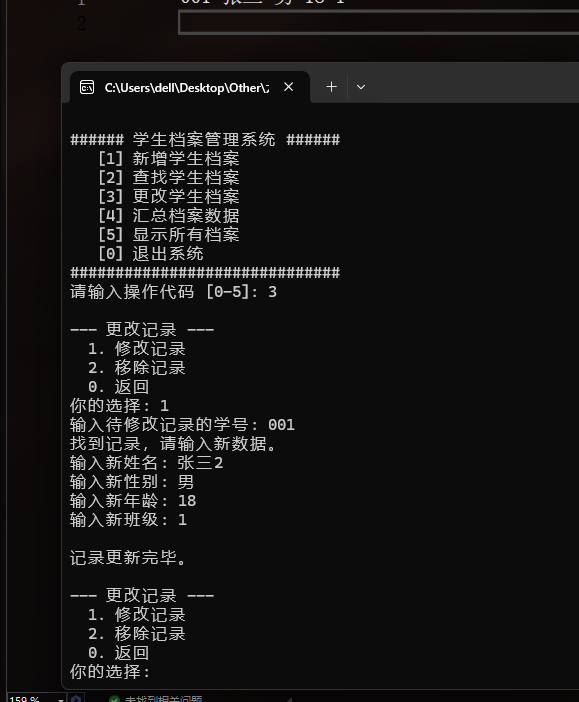 1 001 张三 男 18 1
2
C:\Users\dell\Desktop\Other\
###### 学生档案管理系统 ######
[1] 新增学生档案
[2] 查找学生档案
[3] 更改学生档案
[4] 汇总档案数据
[5] 显示所有档案
[0] 退出系统
##############################
请输入操作代码 [0-5]: 3
--- 更改记录 ---
1. 修改记录
2. 移除记录
0. 返回
你的选择: 1
输入待修改记录的学号: 001
找到记录, 请输入新数据。
输入新姓名: 张三2
输入新性别: 男
输入新年龄: 18
输入新班级: 1
记录更新完毕。
--- 更改记录 ---
1. 修改记录
2. 移除记录
0. 返回
你的选择:
159 % 未找到相关问题